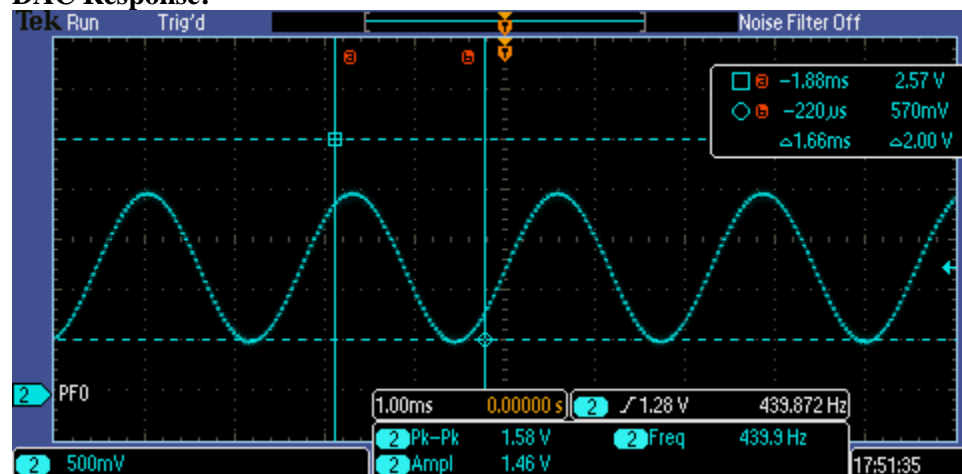 DAC Response:
Tek Run Trig'd Noise Filter Off
a b
a −1.88ms 2.57 V
b −220µs 570mV
△1.66ms △2.00 V
2 PF0
1.00ms 0.00000 s 2 1.28 V 439.872 Hz
2 Pk–Pk 1.58 V 2 Freq 439.9 Hz
2 500mV 2 Ampl 1.46 V 17:51:35